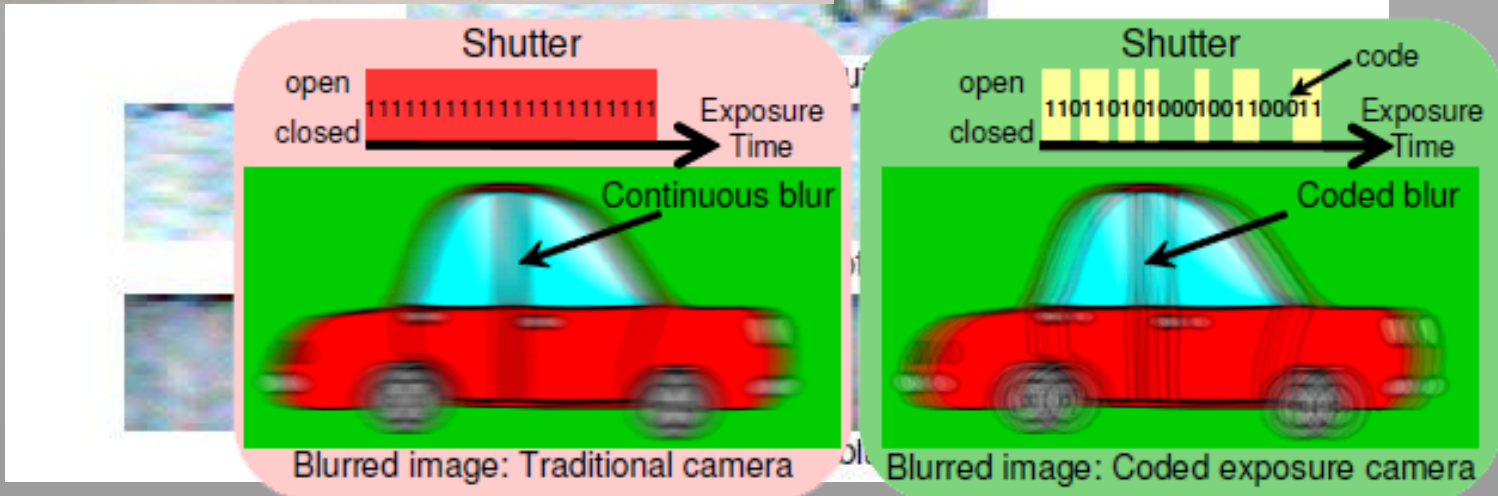 Shutter
open
1111111111111111111111
closed
Exposure
Time
Continuous blur
Blurred image: Traditional camera
Shutter
code
open
1101101010001001100011
closed
Exposure
Time
Coded blur
Blurred image: Coded exposure camera